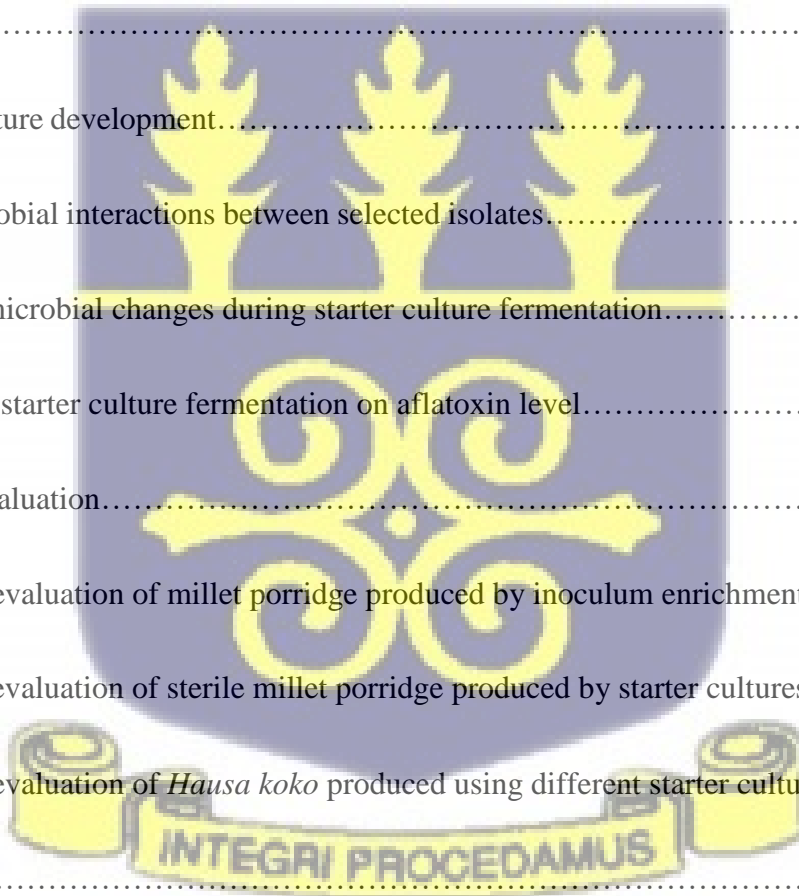 ……………………………………………
ture development……………………………
obial interactions between selected isolates………………
microbial changes during starter culture fermentation…………
starter culture fermentation on aflatoxin level………………
aluation……………………………………
evaluation of millet porridge produced by inoculum enrichment
evaluation of sterile millet porridge produced by starter cultures
evaluation of Hausa koko produced using different starter cultu
INTEGRI PROCEDAMUS
……………………………………………